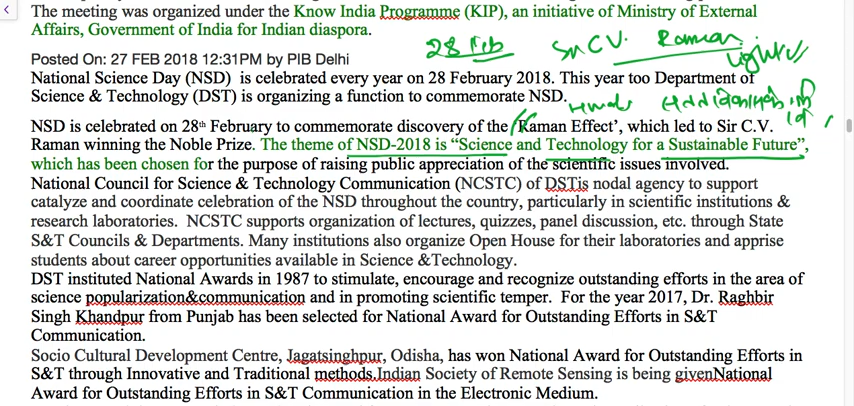 The meeting was organized under the Know India Programme (KIP), an initiative of Ministry of External
Affairs, Government of India for Indian diaspora.
28 Feb Sir C.V. Raman
light
Posted On: 27 FEB 2018 12:31PM by PIB Delhi
National Science Day (NSD)  is celebrated every year on 28 February 2018. This year too Department of
Science & Technology (DST) is organizing a function to commemorate NSD.
NSD is celebrated on 28th February to commemorate discovery of the 'Raman Effect', which led to Sir C.V.
Raman winning the Noble Prize. The theme of NSD-2018 is “Science and Technology for a Sustainable Future”,
which has been chosen for the purpose of raising public appreciation of the scientific issues involved.
National Council for Science & Technology Communication (NCSTC) of DSTis nodal agency to support
catalyze and coordinate celebration of the NSD throughout the country, particularly in scientific institutions &
research laboratories. NCSTC supports organization of lectures, quizzes, panel discussion, etc. through State
S&T Councils & Departments. Many institutions also organize Open House for their laboratories and apprise
students about career opportunities available in Science &Technology.
DST instituted National Awards in 1987 to stimulate, encourage and recognize outstanding efforts in the area of
science popularization&communication and in promoting scientific temper.  For the year 2017, Dr. Raghbir
Singh Khandpur from Punjab has been selected for National Award for Outstanding Efforts in S&T
Communication.
Socio Cultural Development Centre, Jagatsinghpur, Odisha, has won National Award for Outstanding Efforts in
S&T through Innovative and Traditional methods.Indian Society of Remote Sensing is being givenNational
Award for Outstanding Efforts in S&T Communication in the Electronic Medium.